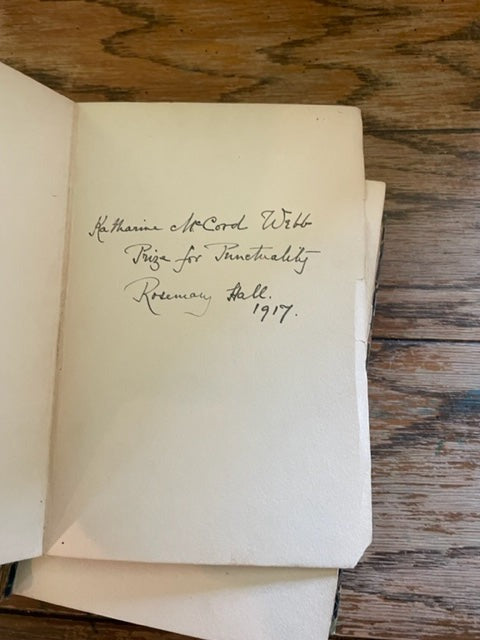 Katharine McCord Webb
Prize for Punctuality
Rosemary Hall.
1917.